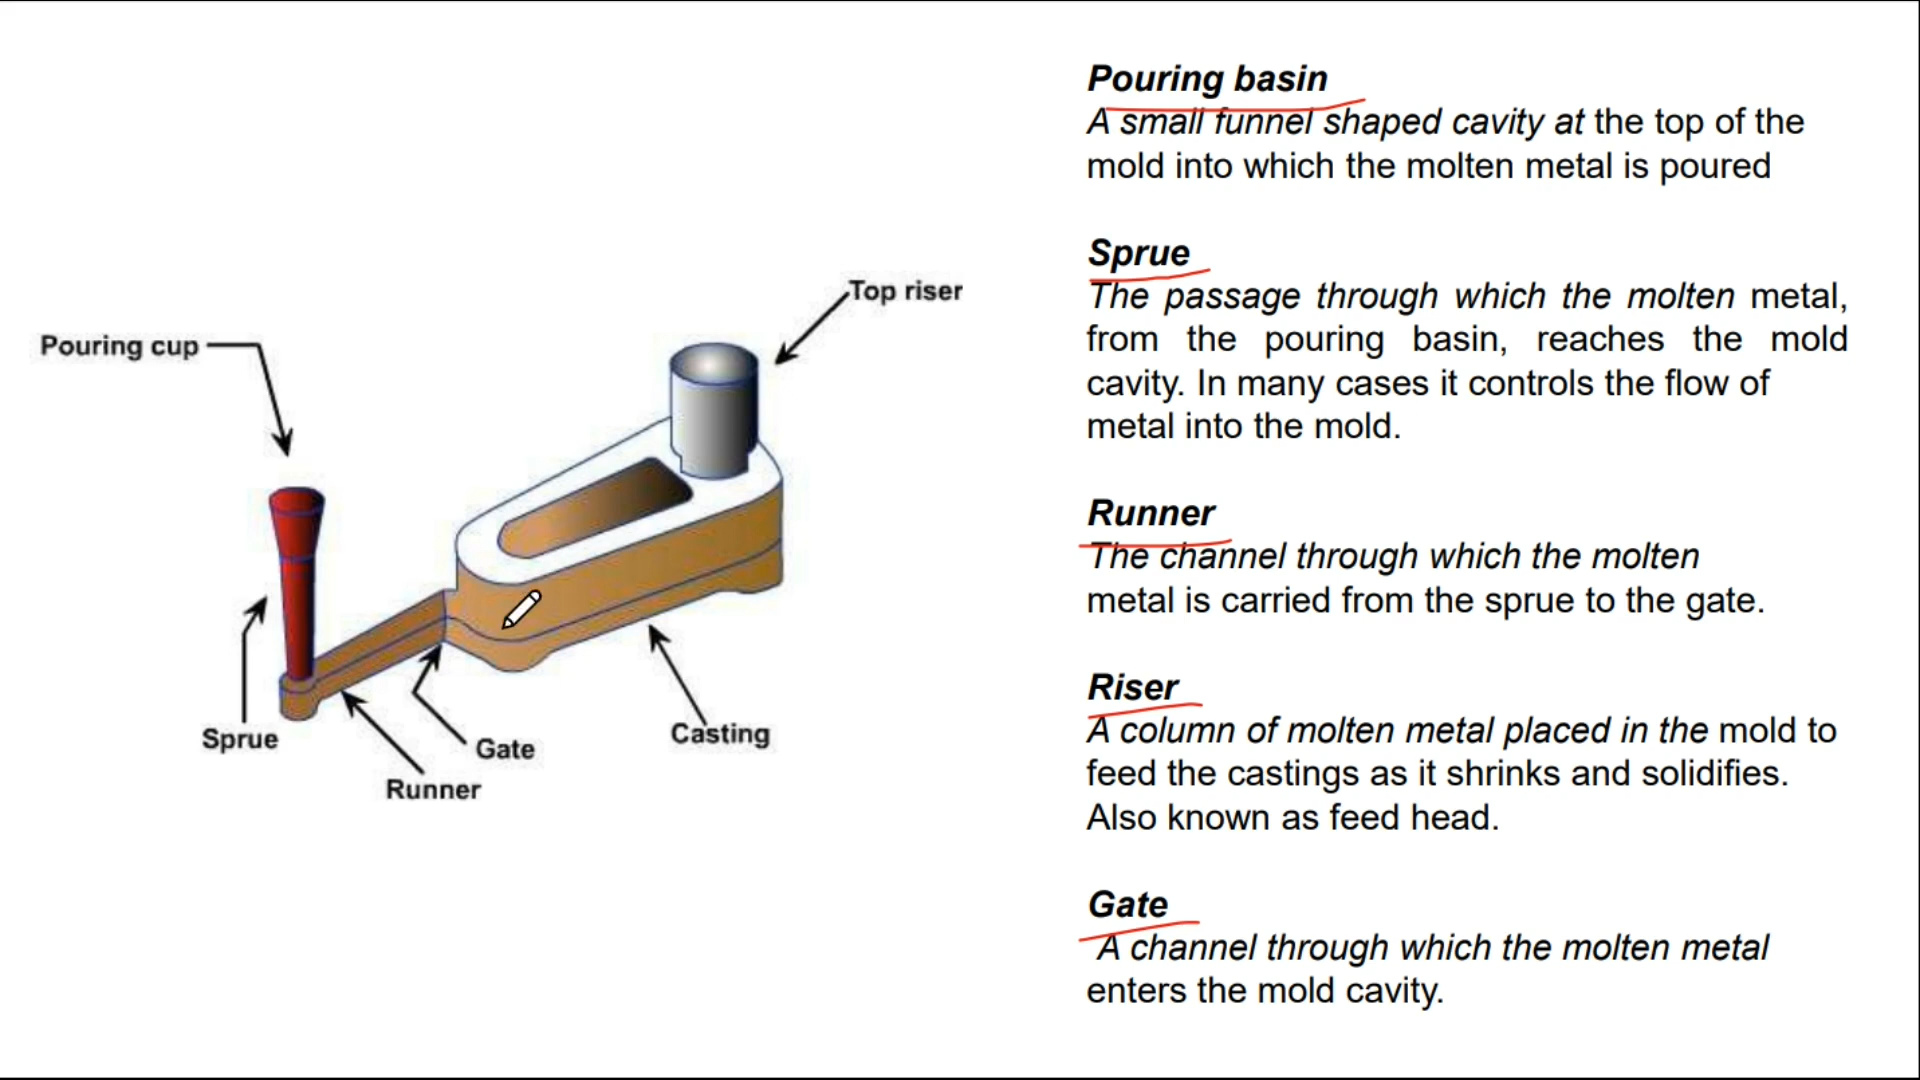 Pouring cup
Top riser
Sprue
Runner
Gate
Casting
Pouring basin
A small funnel shaped cavity at the top of the
mold into which the molten metal is poured
Sprue
The passage through which the molten metal,
from the pouring basin, reaches the mold
cavity. In many cases it controls the flow of
metal into the mold.
Runner
The channel through which the molten
metal is carried from the sprue to the gate.
Riser
A column of molten metal placed in the mold to
feed the castings as it shrinks and solidifies.
Also known as feed head.
Gate
A channel through which the molten metal
enters the mold cavity.